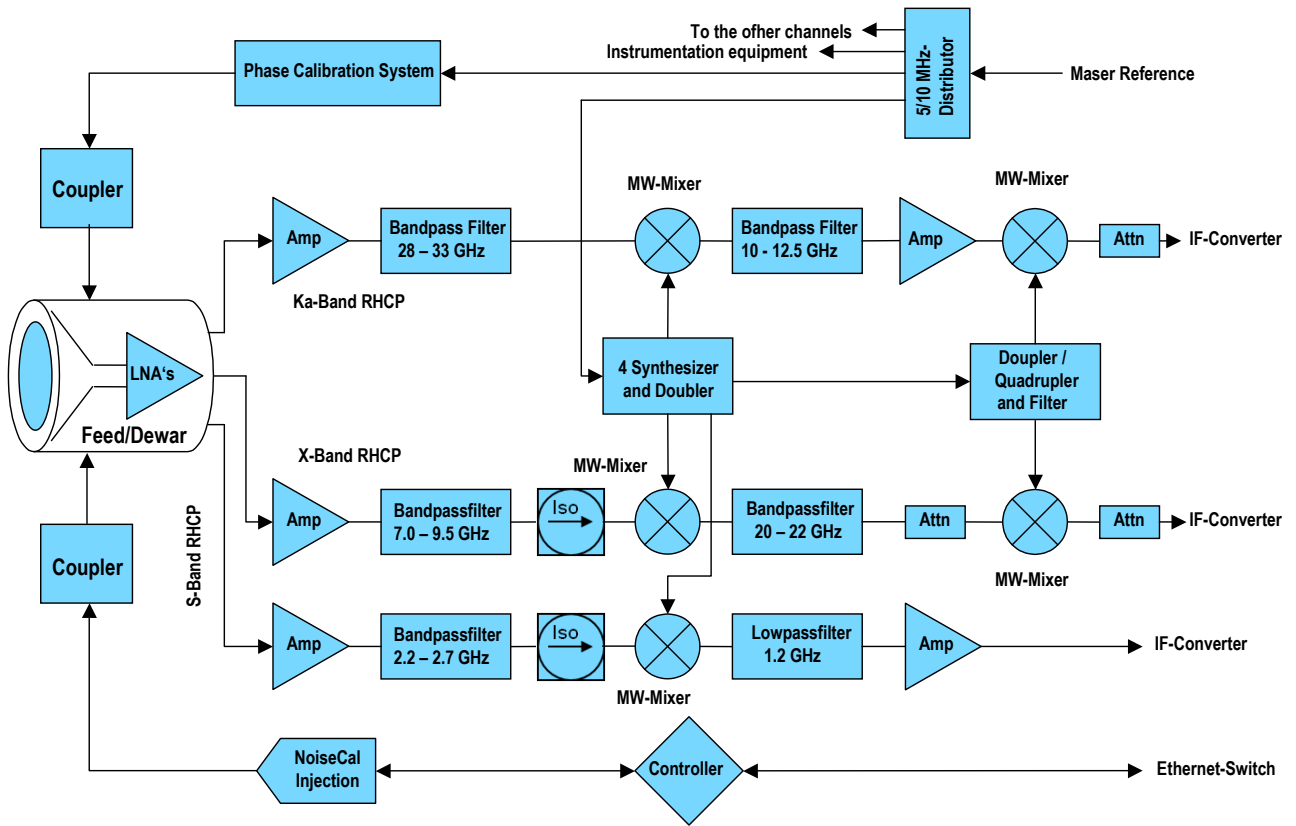 To the ofher channels
Instrumentation equipment
Phase Calibration System
5/10 MHz-
Distributor
Maser Reference
Coupler
MW-Mixer
MW-Mixer
Amp
Bandpass Filter
28 – 33 GHz
Bandpass Filter
10 - 12.5 GHz
Amp
Attn
IF-Converter
Ka-Band RHCP
LNA‘s
Feed/Dewar
4 Synthesizer
and Doubler
Doupler /
Quadrupler
and Filter
X-Band RHCP
MW-Mixer
S-Band RHCP
Coupler
Amp
Bandpassfilter
7.0 – 9.5 GHz
Iso
Bandpassfilter
20 – 22 GHz
Attn
Attn
IF-Converter
MW-Mixer
Amp
Bandpassfilter
2.2 – 2.7 GHz
Iso
Lowpassfilter
1.2 GHz
Amp
IF-Converter
MW-Mixer
NoiseCal
Injection
Controller
Ethernet-Switch